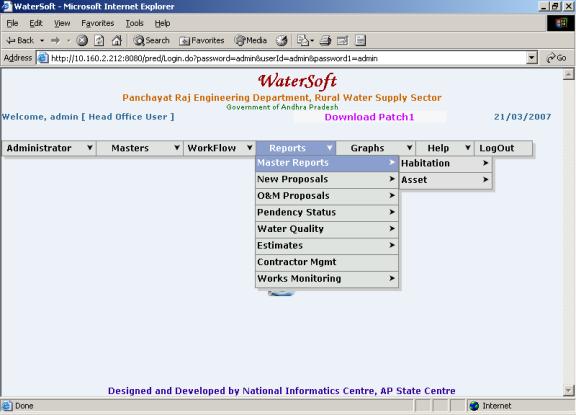 WaterSoft - Microsoft Internet Explorer
File Edit View Favorites Tools Help
Back Search Favorites Media
Address http://10.160.2.212:8080/pred/Login.do?password=admin&userId=admin&password1=admin Go
WaterSoft
Panchayat Raj Engineering Department, Rural Water Supply Sector
Government of Andhra Pradesh
Welcome, admin [ Head Office User ] Download Patch1 21/03/2007
Administrator Masters WorkFlow Reports Graphs Help LogOut
Master Reports Habitation
New Proposals Asset
O&M Proposals
Pendency Status
Water Quality
Estimates
Contractor Mgmt
Works Monitoring
Designed and Developed by National Informatics Centre, AP State Centre
Done Internet